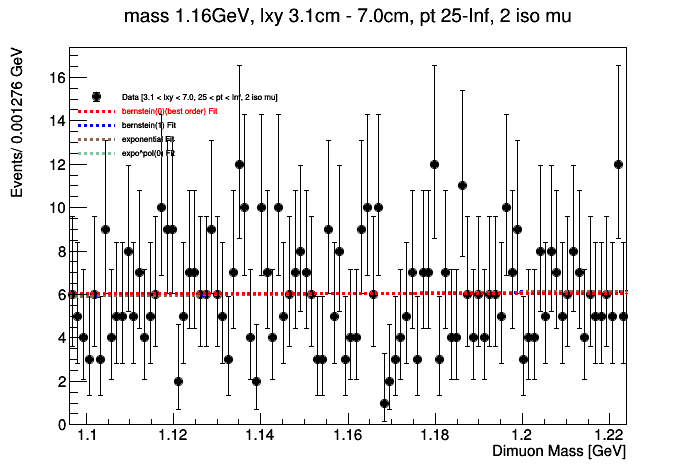 mass 1.16GeV, lxy 3.1cm - 7.0cm, pt 25-Inf, 2 iso mu
Events/ 0.001276 GeV
16
14
12
10
8
6
4
2
0
Data [3.1 < lxy < 7.0, 25 < pt < Inf, 2 iso mu]
bernstein(0)(best order) Fit
bernstein(1) Fit
exponential Fit
expo*pol(0) Fit
1.1 1.12 1.14 1.16 1.18 1.2 1.22
Dimuon Mass [GeV]